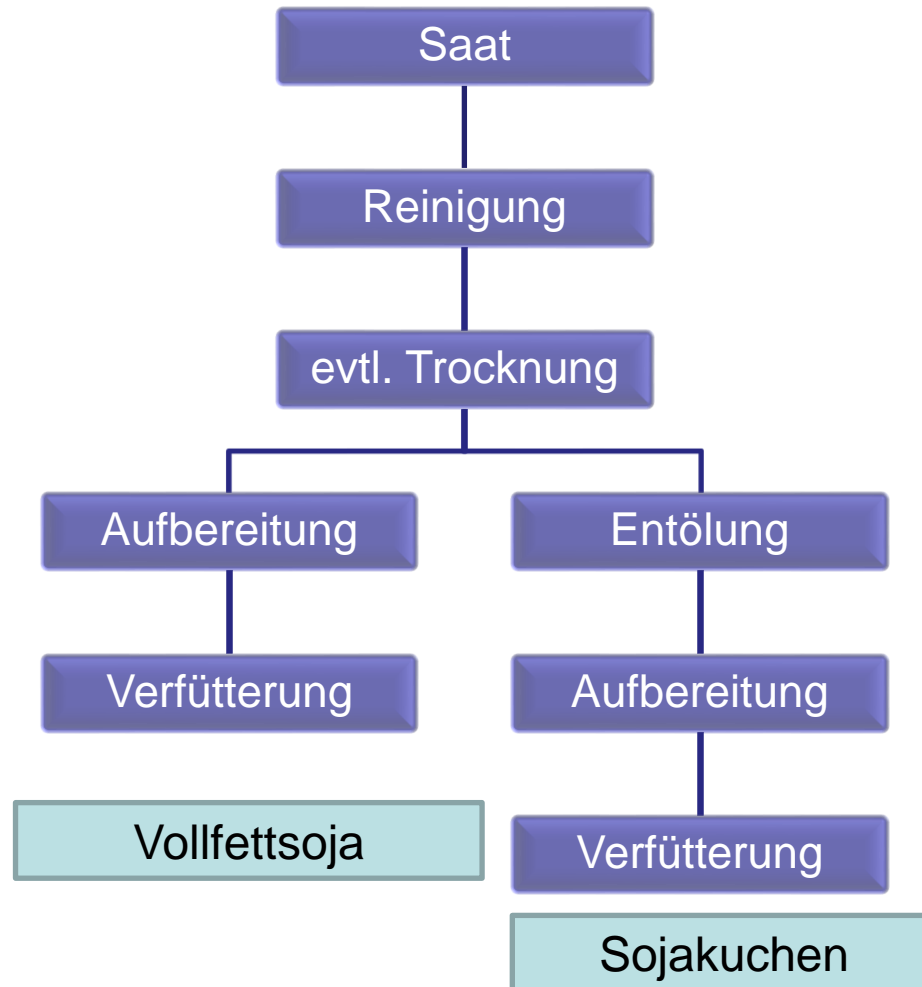 Saat
Reinigung
evtl. Trocknung
Aufbereitung
Entölung
Verfütterung
Aufbereitung
Vollfettsoja
Verfütterung
Sojakuchen